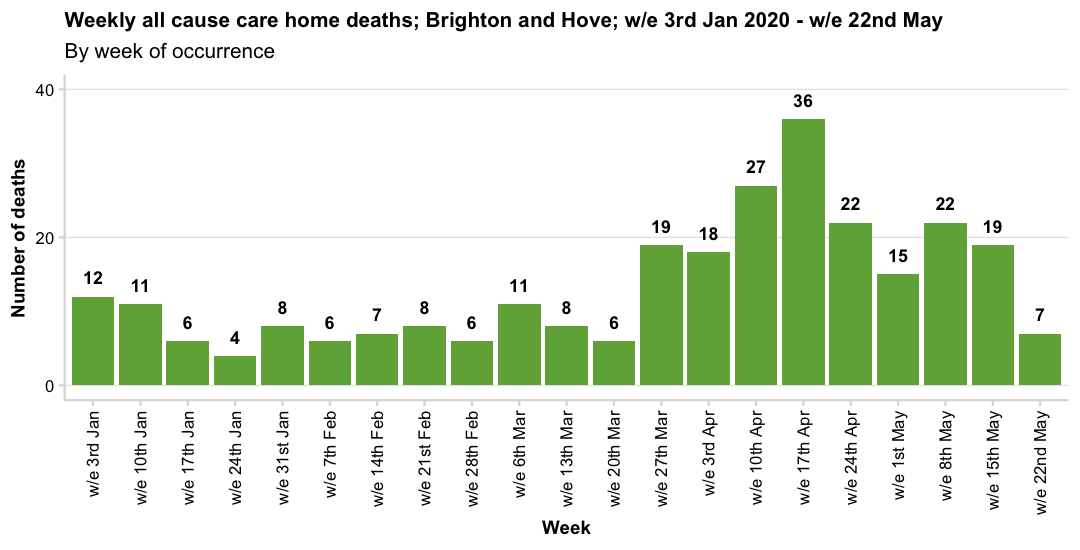 Weekly all cause care home deaths; Brighton and Hove; w/e 3rd Jan 2020 - w/e 22nd May
By week of occurrence
Number of deaths
40
20
0
12
11
6
4
8
6
7
8
6
11
8
6
19
18
27
36
22
15
22
19
7
w/e 3rd Jan
w/e 10th Jan
w/e 17th Jan
w/e 24th Jan
w/e 31st Jan
w/e 7th Feb
w/e 14th Feb
w/e 21st Feb
w/e 28th Feb
w/e 6th Mar
w/e 13th Mar
w/e 20th Mar
w/e 27th Mar
w/e 3rd Apr
w/e 10th Apr
w/e 17th Apr
w/e 24th Apr
w/e 1st May
w/e 8th May
w/e 15th May
w/e 22nd May
Week